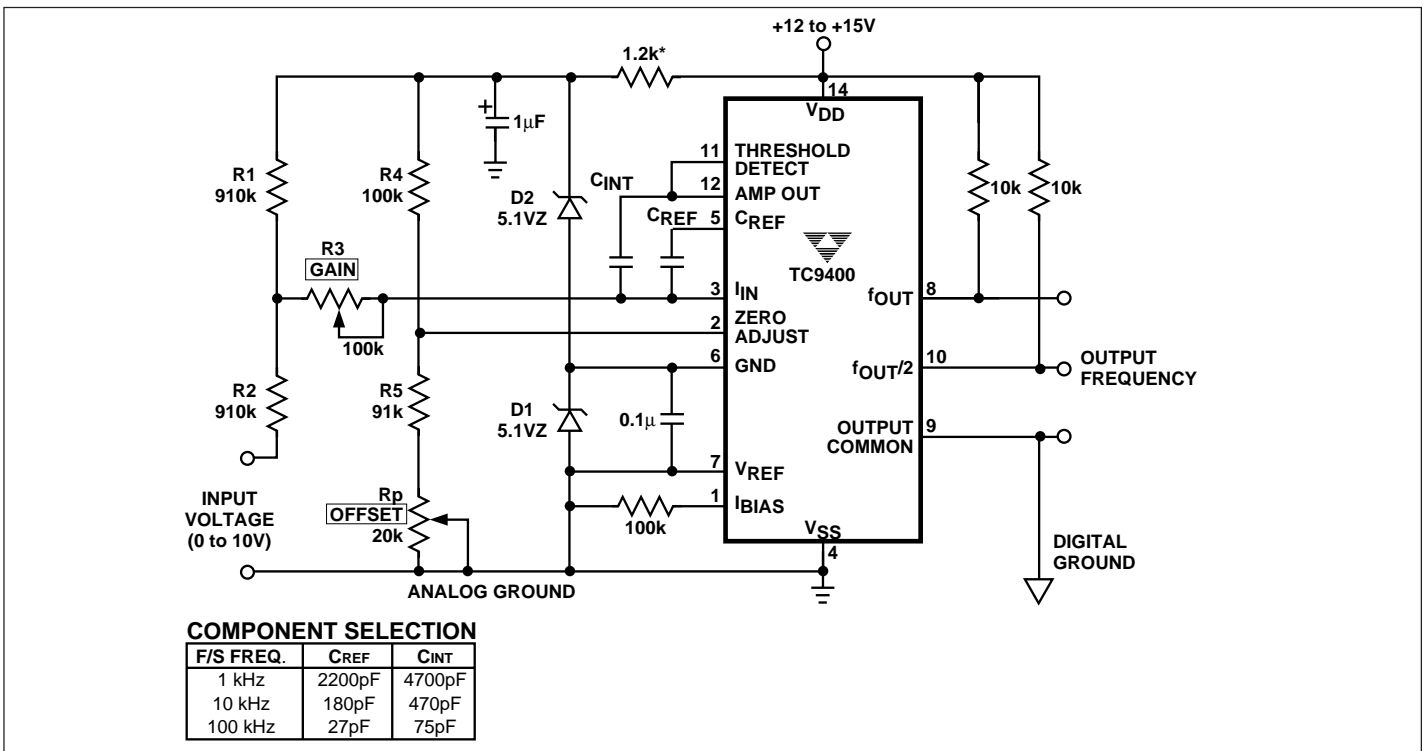 +12 to +15V
1.2k*
14
VDD
+
1µF
R1
910k
R4
100k
D2
5.1VZ
CINT
CREF
11
THRESHOLD
DETECT
12
AMP OUT
5
CREF
TC9400
R3
GAIN
100k
3
IIN
2
ZERO
ADJUST
6
GND
10k
10k
fOUT
8
fOUT/2
10
OUTPUT
FREQUENCY
OUTPUT
COMMON
9
R2
910k
R5
91k
D1
5.1VZ
0.1µ
7
VREF
1
IBIAS
100k
VSS
4
INPUT
VOLTAGE
(0 to 10V)
Rp
OFFSET
20k
ANALOG GROUND
DIGITAL
GROUND
COMPONENT SELECTION
F/S FREQ. CREF CINT
1 kHz 2200pF 4700pF
10 kHz 180pF 470pF
100 kHz 27pF 75pF